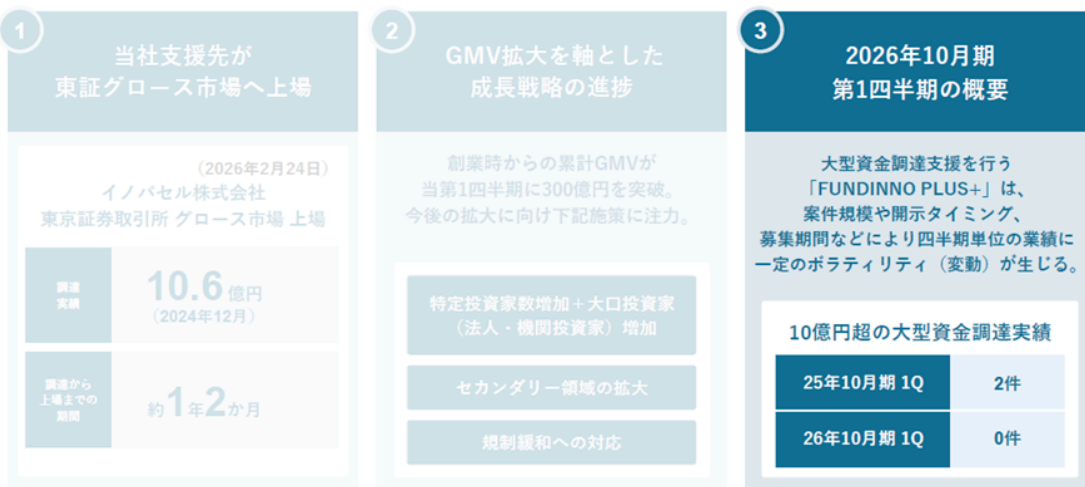 1
当社支援先が
東証グロース市場へ上場
（2026年2月24日）
イノバセル株式会社
東京証券取引所 グロース市場 上場
調達
実績
10.6億円
（2024年12月）
調達から
上場までの
期間
約1年2か月
2
GMV拡大を軸とした
成長戦略の進捗
創業時からの累計GMVが
当第1四半期に300億円を突破。
今後の拡大に向け下記施策に注力。
特定投資家数増加＋大口投資家
（法人・機関投資家）増加
セカンダリー領域の拡大
規制緩和への対応
3
2026年10月期
第1四半期の概要
大型資金調達支援を行う
「FUNDINNO PLUS+」は、
案件規模や開示タイミング、
募集期間などにより四半期単位の業績に
一定のボラティリティ（変動）が生じる。
10億円超の大型資金調達実績
25年10月期 1Q 2件
26年10月期 1Q 0件